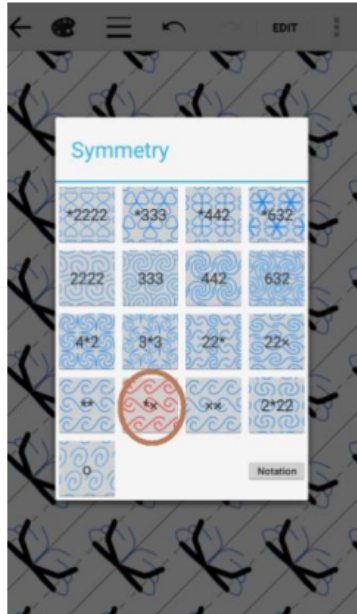 EDIT
Symmetry
*2222 *333 *442 *632
2222 333 442 632
4*2 3*3 22* 22×
** *× ×× 2*22
o
Notation